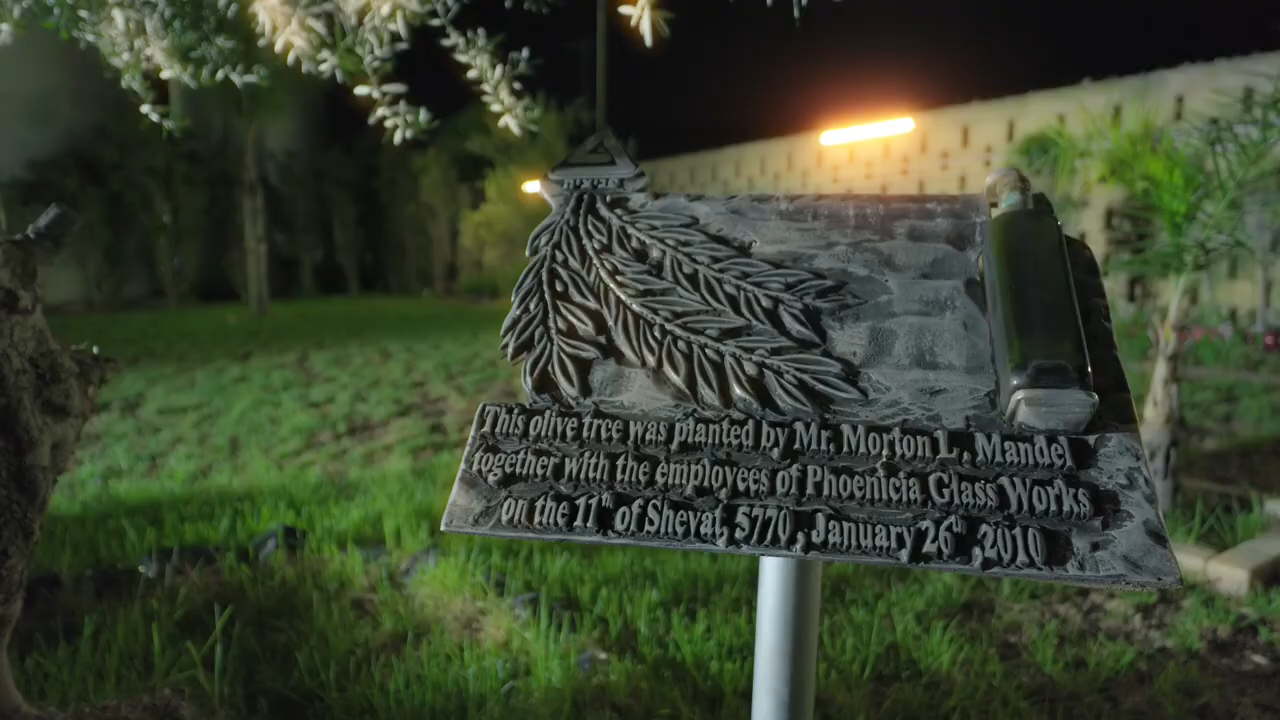 This olive tree was planted by Mr. Morton L. Mandel
together with the employees of Phoenicia Glass Works
on the 11th of Shevat, 5770, January 26th, 2010